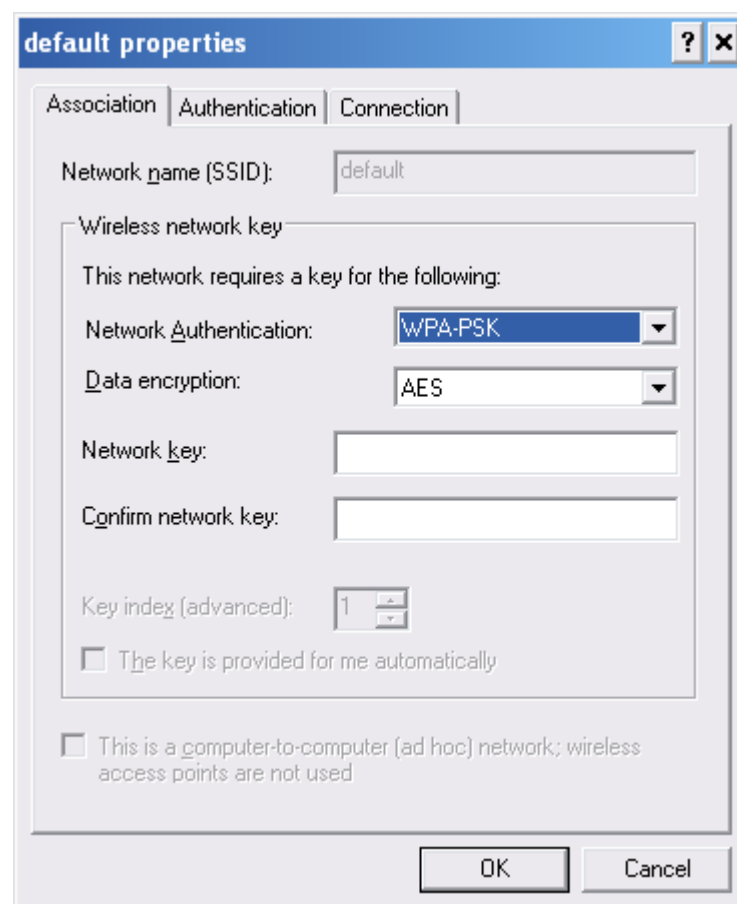 default properties
Association Authentication Connection
Network name (SSID): default
Wireless network key
This network requires a key for the following:
Network Authentication: WPA-PSK
Data encryption: AES
Network key:
Confirm network key:
Key index (advanced): 1
The key is provided for me automatically
This is a computer-to-computer (ad hoc) network; wireless
access points are not used
OK Cancel